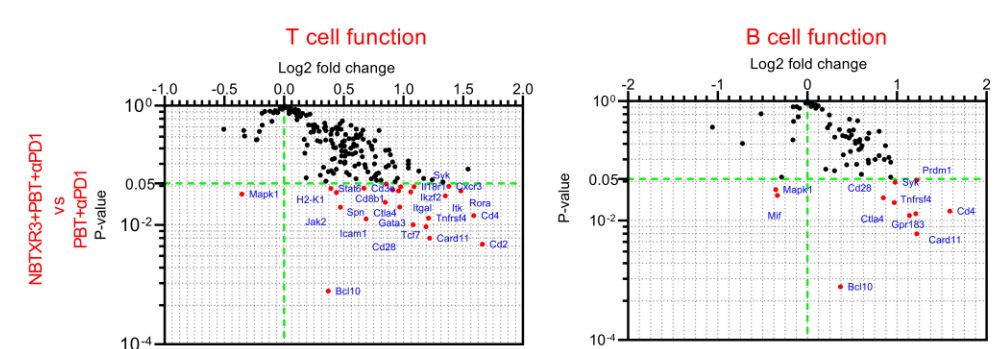 T cell function
B cell function
Log2 fold change
Log2 fold change
-1.0 -0.5 0.0 0.5 1.0 1.5 2.0
-2 -1 0 1 2
NBTXR3+PBT+αPD1
vs
PBT+αPD1
P-value
10^0
0.05
10^-2
10^-4
Syk
Mapk1
Stat6
Cd3e
Il18r1
Cxcr3
H2-K1
Cd8b1
Ikzf2
Rora
Spn
Ctla4
Itgal
Itk
Jak2
Gata3
Tnfrsf4
Cd4
Icam1
Tcf7
Card11
Cd28
Cd2
Bcl10
P-value
10^0
0.05
10^-2
10^-4
Prdm1
Mapk1
Cd28
Syk
Tnfrsf4
Mif
Ctla4
Cd4
Gpr183
Card11
Bcl10